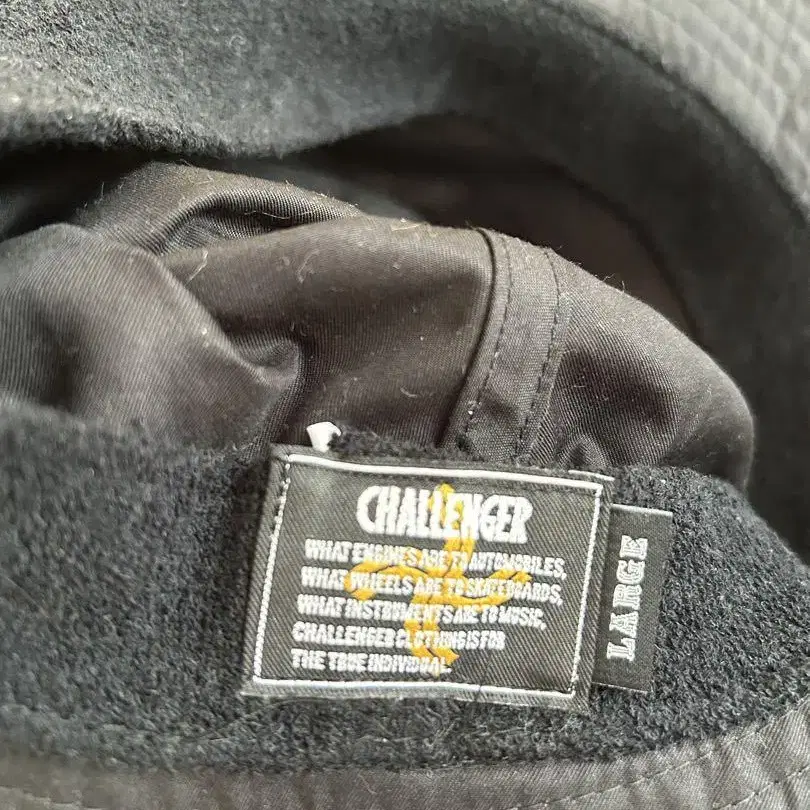 CHALLENGER
WHAT ENGINES ARE TO AUTOMOBILES,
WHAT WHEELS ARE TO SKATEBOARDS,
WHAT INSTRUMENTS ARE TO MUSIC,
CHALLENGER CLOTHING IS FOR
THE TRUE INDIVIDUAL.
LARGE